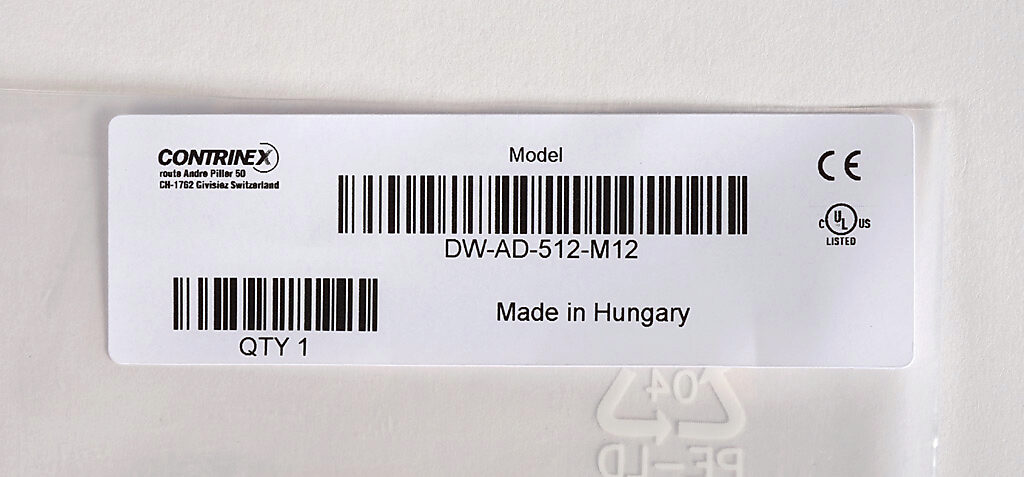 CONTRINEX
route André Piller 50
CH-1762 Givisiez Switzerland
Model
DW-AD-512-M12
CE
C UL US
LISTED
QTY 1
Made in Hungary
04
PE-LD